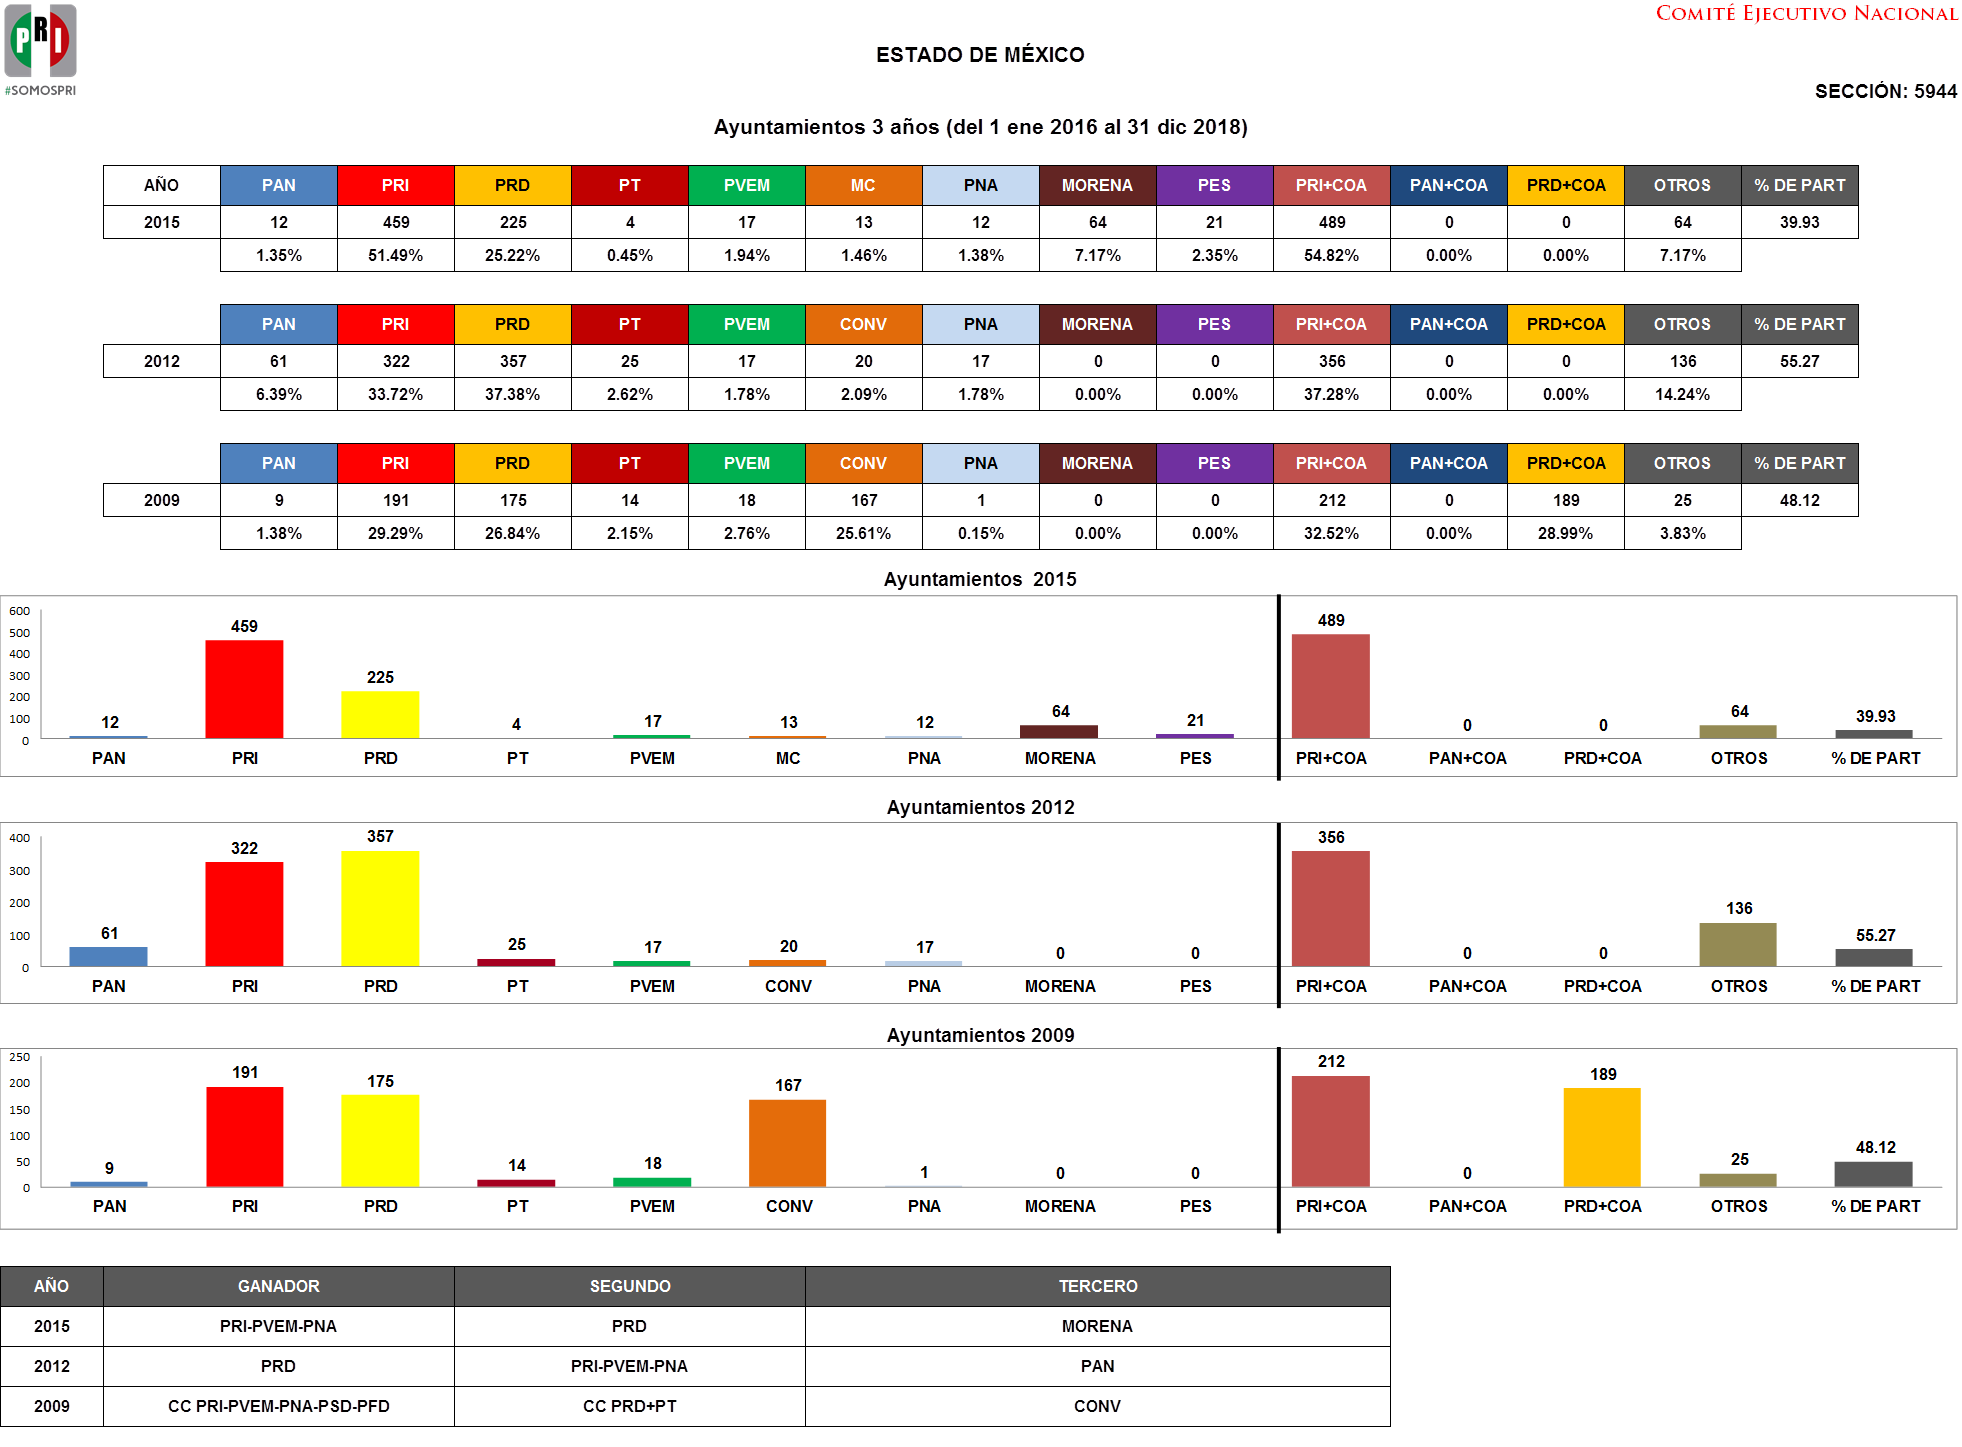 PRI
#SOMOSPRI
COMITÉ EJECUTIVO NACIONAL
ESTADO DE MÉXICO
SECCIÓN: 5944
Ayuntamientos 3 años (del 1 ene 2016 al 31 dic 2018)
AÑO PAN PRI PRD PT PVEM MC PNA MORENA PES PRI+COA PAN+COA PRD+COA OTROS % DE PART
2015 12 459 225 4 17 13 12 64 21 489 0 0 64 39.93
1.35% 51.49% 25.22% 0.45% 1.94% 1.46% 1.38% 7.17% 2.35% 54.82% 0.00% 0.00% 7.17%
PAN PRI PRD PT PVEM CONV PNA MORENA PES PRI+COA PAN+COA PRD+COA OTROS % DE PART
2012 61 322 357 25 17 20 17 0 0 356 0 0 136 55.27
6.39% 33.72% 37.38% 2.62% 1.78% 2.09% 1.78% 0.00% 0.00% 37.28% 0.00% 0.00% 14.24%
PAN PRI PRD PT PVEM CONV PNA MORENA PES PRI+COA PAN+COA PRD+COA OTROS % DE PART
2009 9 191 175 14 18 167 1 0 0 212 0 189 25 48.12
1.38% 29.29% 26.84% 2.15% 2.76% 25.61% 0.15% 0.00% 0.00% 32.52% 0.00% 28.99% 3.83%
Ayuntamientos 2015
600
500
400
300
200
100
0
12 459 225 4 17 13 12 64 21 489 0 0 64 39.93
PAN PRI PRD PT PVEM MC PNA MORENA PES PRI+COA PAN+COA PRD+COA OTROS % DE PART
Ayuntamientos 2012
400
300
200
100
0
61 322 357 25 17 20 17 0 0 356 0 0 136 55.27
PAN PRI PRD PT PVEM CONV PNA MORENA PES PRI+COA PAN+COA PRD+COA OTROS % DE PART
Ayuntamientos 2009
250
200
150
100
50
0
9 191 175 14 18 167 1 0 0 212 0 189 25 48.12
PAN PRI PRD PT PVEM CONV PNA MORENA PES PRI+COA PAN+COA PRD+COA OTROS % DE PART
AÑO GANADOR SEGUNDO TERCERO
2015 PRI-PVEM-PNA PRD MORENA
2012 PRD PRI-PVEM-PNA PAN
2009 CC PRI-PVEM-PNA-PSD-PFD CC PRD+PT CONV